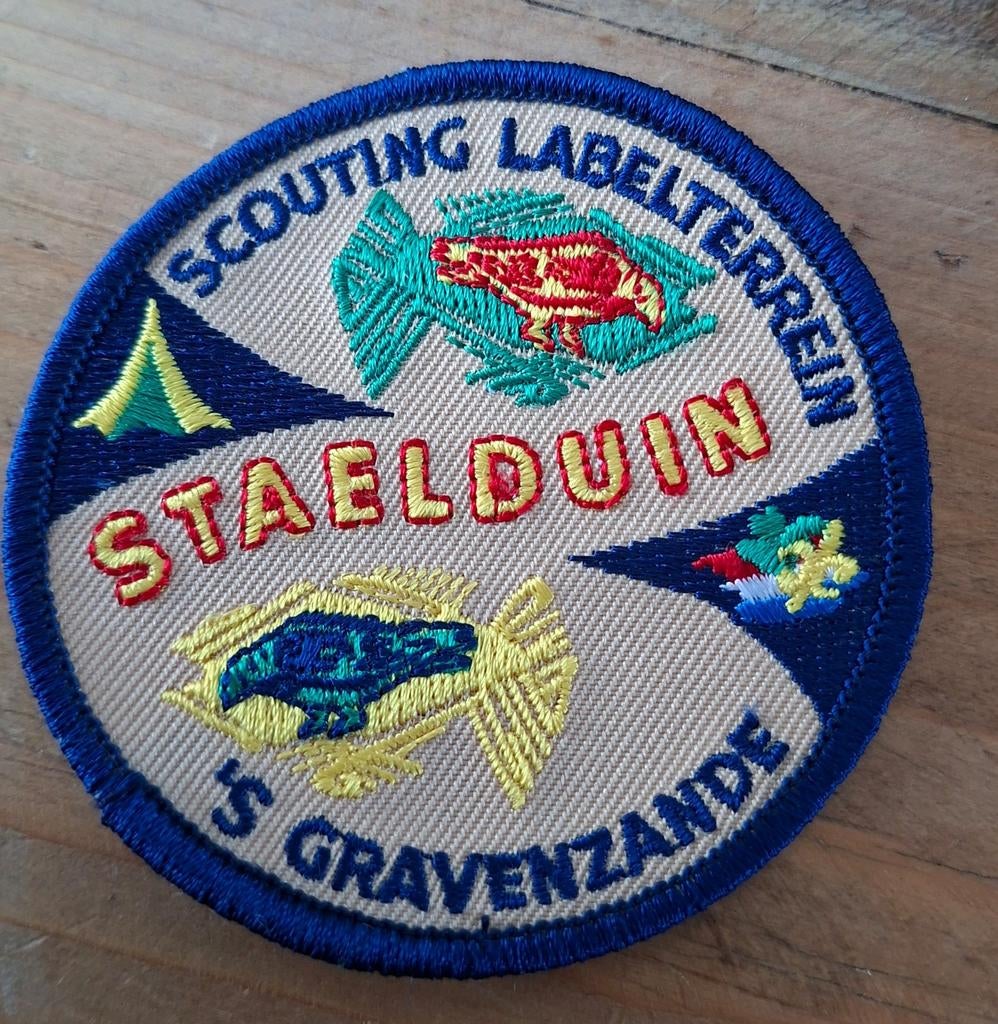 SCOUTING LABELTERREIN
STAELDUIN
'S GRAVENZANDE